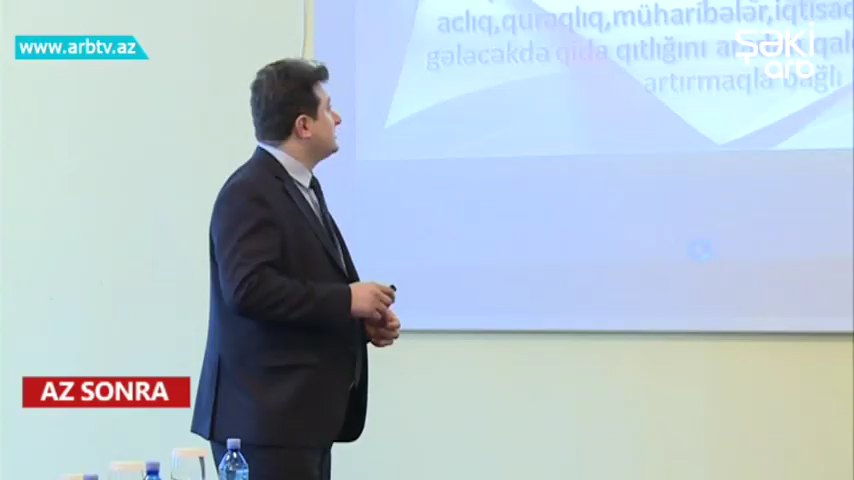 www.arbtv.az
aclıq,quraqlıq,müharibələr,iqtisad
gələcəkdə qida qıtlığını
artırmaqla bağlı
şəki
arb
AZ SONRA